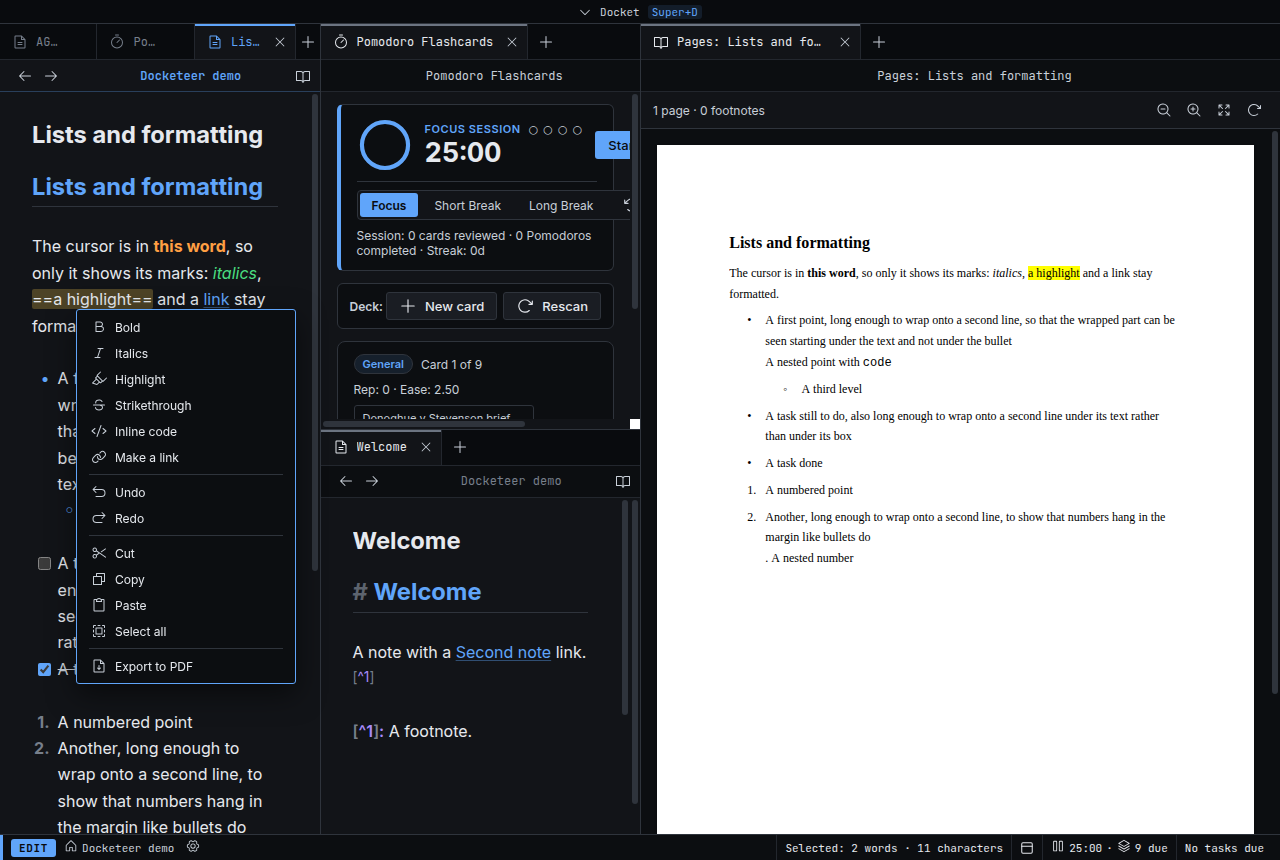 Docket Super+D
AG…
Po…
Lis…
Docketeer demo
Lists and formatting
Lists and formatting
The cursor is in this word, so
only it shows its marks: italics,
==a highlight== and a link stay
forma
Bold
Italics
Highlight
Strikethrough
Inline code
Make a link
Undo
Redo
Cut
Copy
Paste
Select all
Export to PDF
1. A numbered point
2. Another, long enough to
wrap onto a second line, to
show that numbers hang in
the margin like bullets do
Pomodoro Flashcards
Pomodoro Flashcards
FOCUS SESSION
25:00
Star
Focus Short Break Long Break
Session: 0 cards reviewed · 0 Pomodoros
completed · Streak: 0d
Deck: New card Rescan
General Card 1 of 9
Rep: 0 · Ease: 2.50
Donoghue v Stevenson brief
Welcome
Docketeer demo
Welcome
# Welcome
A note with a Second note link.
[^1]
[^1]: A footnote.
Pages: Lists and fo…
Pages: Lists and formatting
1 page · 0 footnotes
Lists and formatting
The cursor is in this word, so only it shows its marks: italics, a highlight and a link stay
formatted.
• A first point, long enough to wrap onto a second line, so that the wrapped part can be
seen starting under the text and not under the bullet
A nested point with code
◦ A third level
• A task still to do, also long enough to wrap onto a second line under its text rather
than under its box
• A task done
1. A numbered point
2. Another, long enough to wrap onto a second line, to show that numbers hang in the
margin like bullets do
. A nested number
EDIT Docketeer demo
Selected: 2 words · 11 characters
25:00 · 9 due
No tasks due